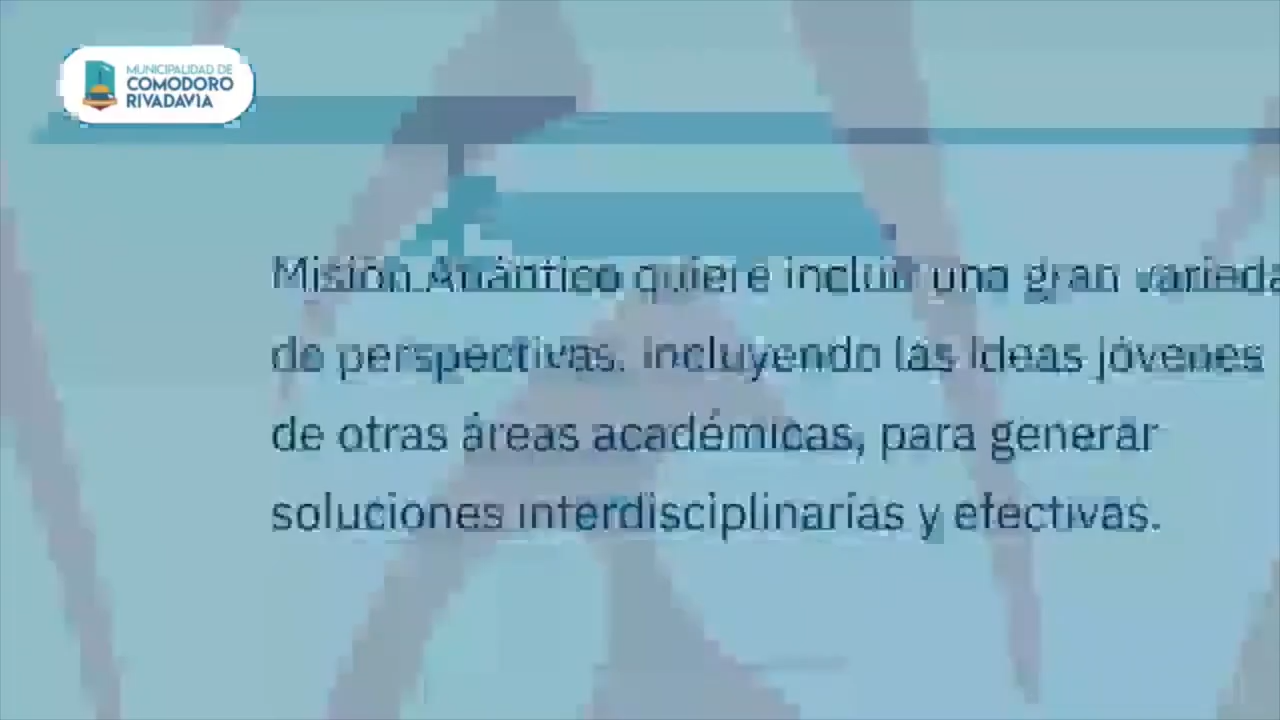 MUNICIPALIDAD DE
COMODORO
RIVADAVIA
Misión Atlántico quiere incluir una gran varieda
de perspectivas, incluyendo las ideas jóvenes
de otras áreas académicas, para generar
soluciones interdisciplinarias y efectivas.